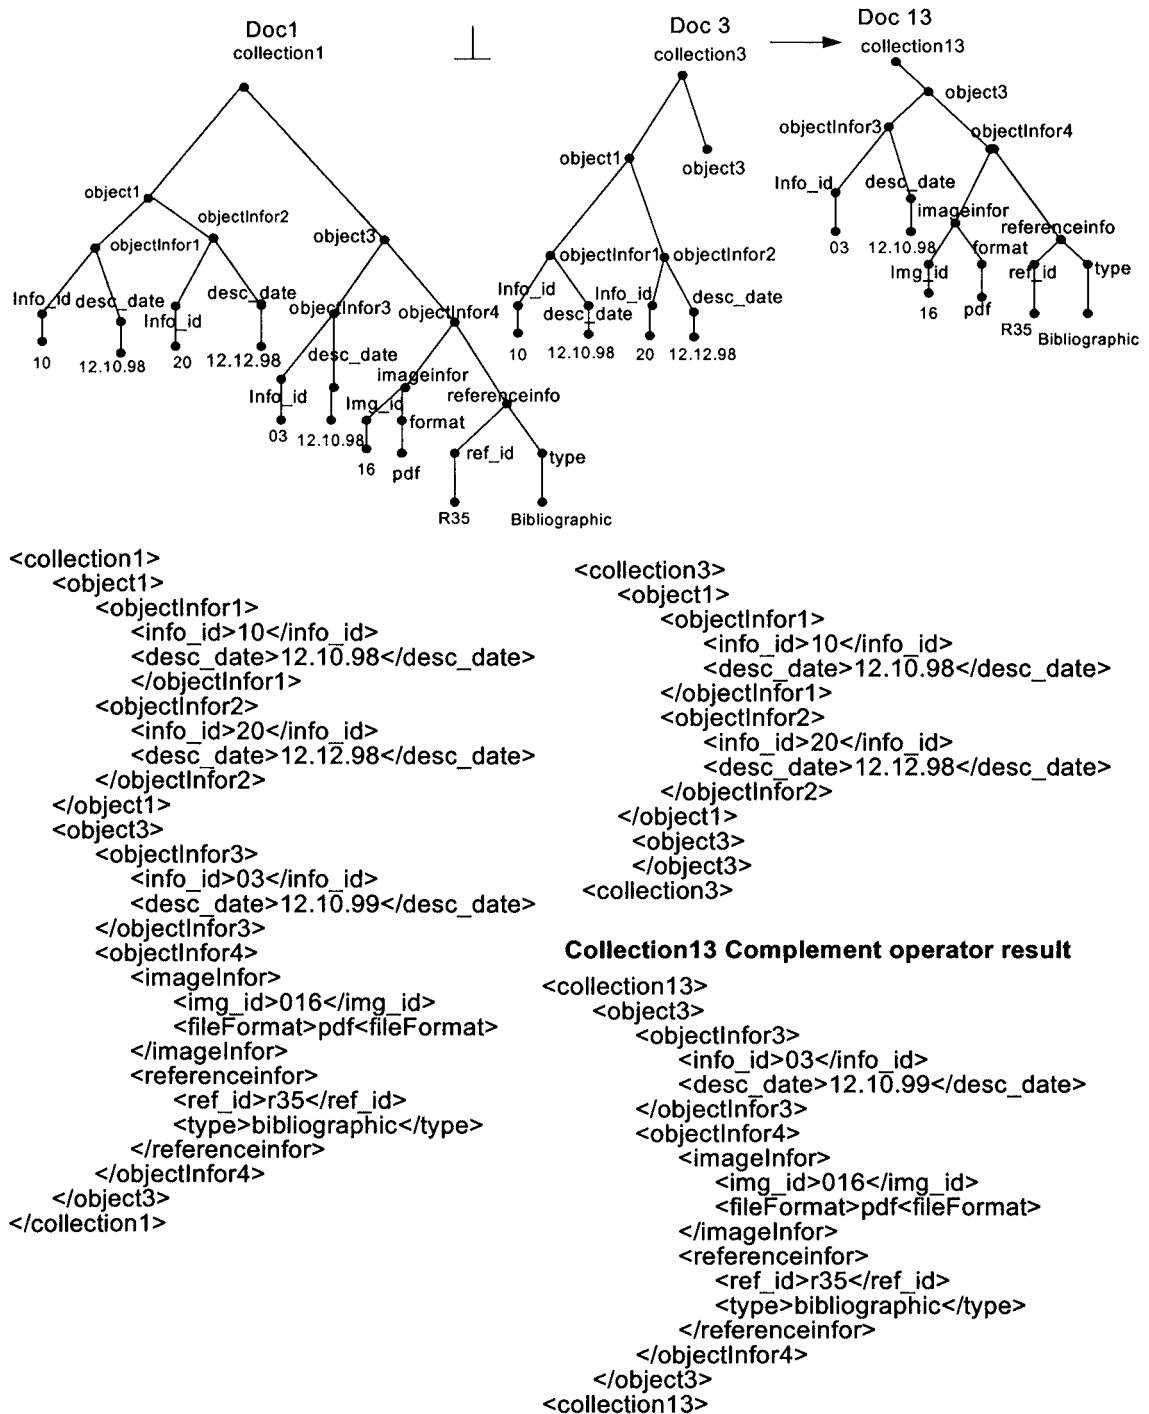 Doc1
collection1
object1
objectInfor2
objectInfor1
Info_id
desc_date
Info_id
desc_date
10
12.10.98
20
12.12.98
object3
objectInfor3
objectInfor4
desc_date
Info_id
imageinfor
Img_id
format
referenceinfo
03
12.10.98
16
pdf
ref_id
type
R35
Bibliographic
Doc 3
collection3
object1
object3
objectInfor1
objectInfor2
Info_id
desc_date
Info_id
desc_date
10
12.10.98
20
12.12.98
Doc 13
collection13
object3
objectInfor3
objectInfor4
Info_id
desc_date
imageinfor
referenceinfo
03
12.10.98
Img_id
format
ref_id
type
16
pdf
R35
Bibliographic
<collection1>
<object1>
<objectInfor1>
<info_id>10</info_id>
<desc_date>12.10.98</desc_date>
</objectInfor1>
<objectInfor2>
<info_id>20</info_id>
<desc_date>12.12.98</desc_date>
</objectInfor2>
</object1>
<object3>
<objectInfor3>
<info_id>03</info_id>
<desc_date>12.10.99</desc_date>
</objectInfor3>
<objectInfor4>
<imageInfor>
<img_id>016</img_id>
<fileFormat>pdf<fileFormat>
</imageInfor>
<referenceinfor>
<ref_id>r35</ref_id>
<type>bibliographic</type>
</referenceinfor>
</objectInfor4>
</object3>
</collection1>
<collection3>
<object1>
<objectInfor1>
<info_id>10</info_id>
<desc_date>12.10.98</desc_date>
</objectInfor1>
<objectInfor2>
<info_id>20</info_id>
<desc_date>12.12.98</desc_date>
</objectInfor2>
</object1>
<object3>
</object3>
<collection3>
Collection13 Complement operator result
<collection13>
<object3>
<objectInfor3>
<info_id>03</info_id>
<desc_date>12.10.99</desc_date>
</objectInfor3>
<objectInfor4>
<imageInfor>
<img_id>016</img_id>
<fileFormat>pdf<fileFormat>
</imageInfor>
<referenceinfor>
<ref_id>r35</ref_id>
<type>bibliographic</type>
</referenceinfor>
</objectInfor4>
</object3>
<collection13>